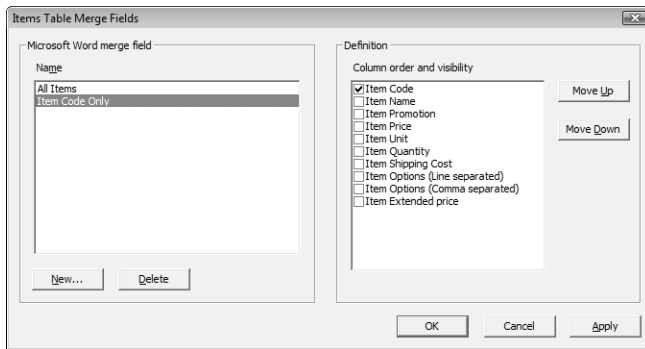 Items Table Merge Fields
Microsoft Word merge field
Name
All Items
Item Code Only
New...
Delete
Definition
Column order and visibility
Item Code
Item Name
Item Promotion
Item Price
Item Unit
Item Quantity
Item Shipping Cost
Item Options (Line separated)
Item Options (Comma separated)
Item Extended price
Move Up
Move Down
OK
Cancel
Apply